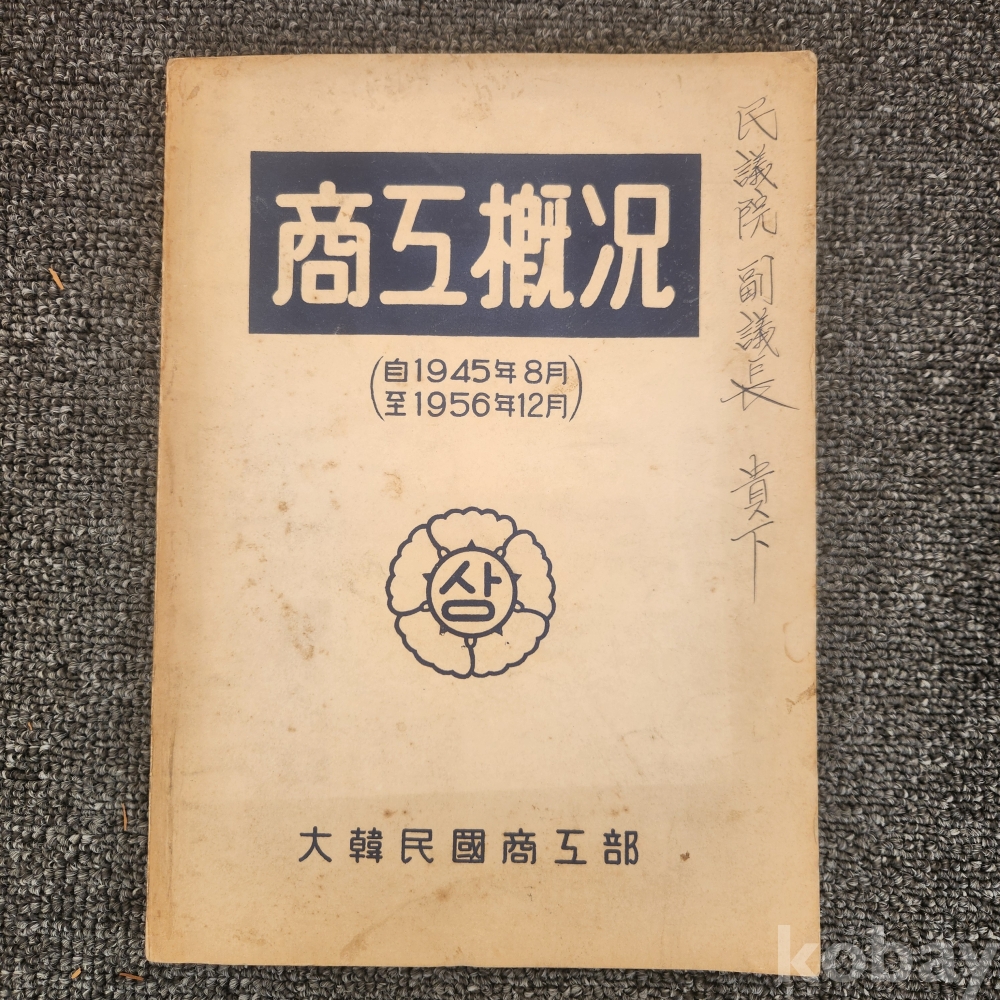 商工概況
(自1945年8月
至1956年12月)
상
大韓民國商工部
民議院 副議長 貴下
kobay